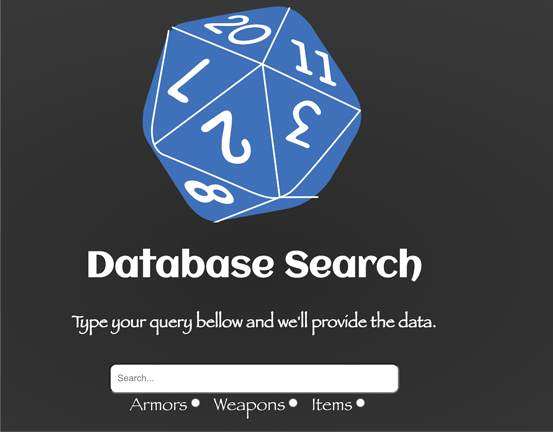 20
11
1
2
3
8
Database Search
Type your query bellow and we'll provide the data.
Search...
Armors Weapons Items